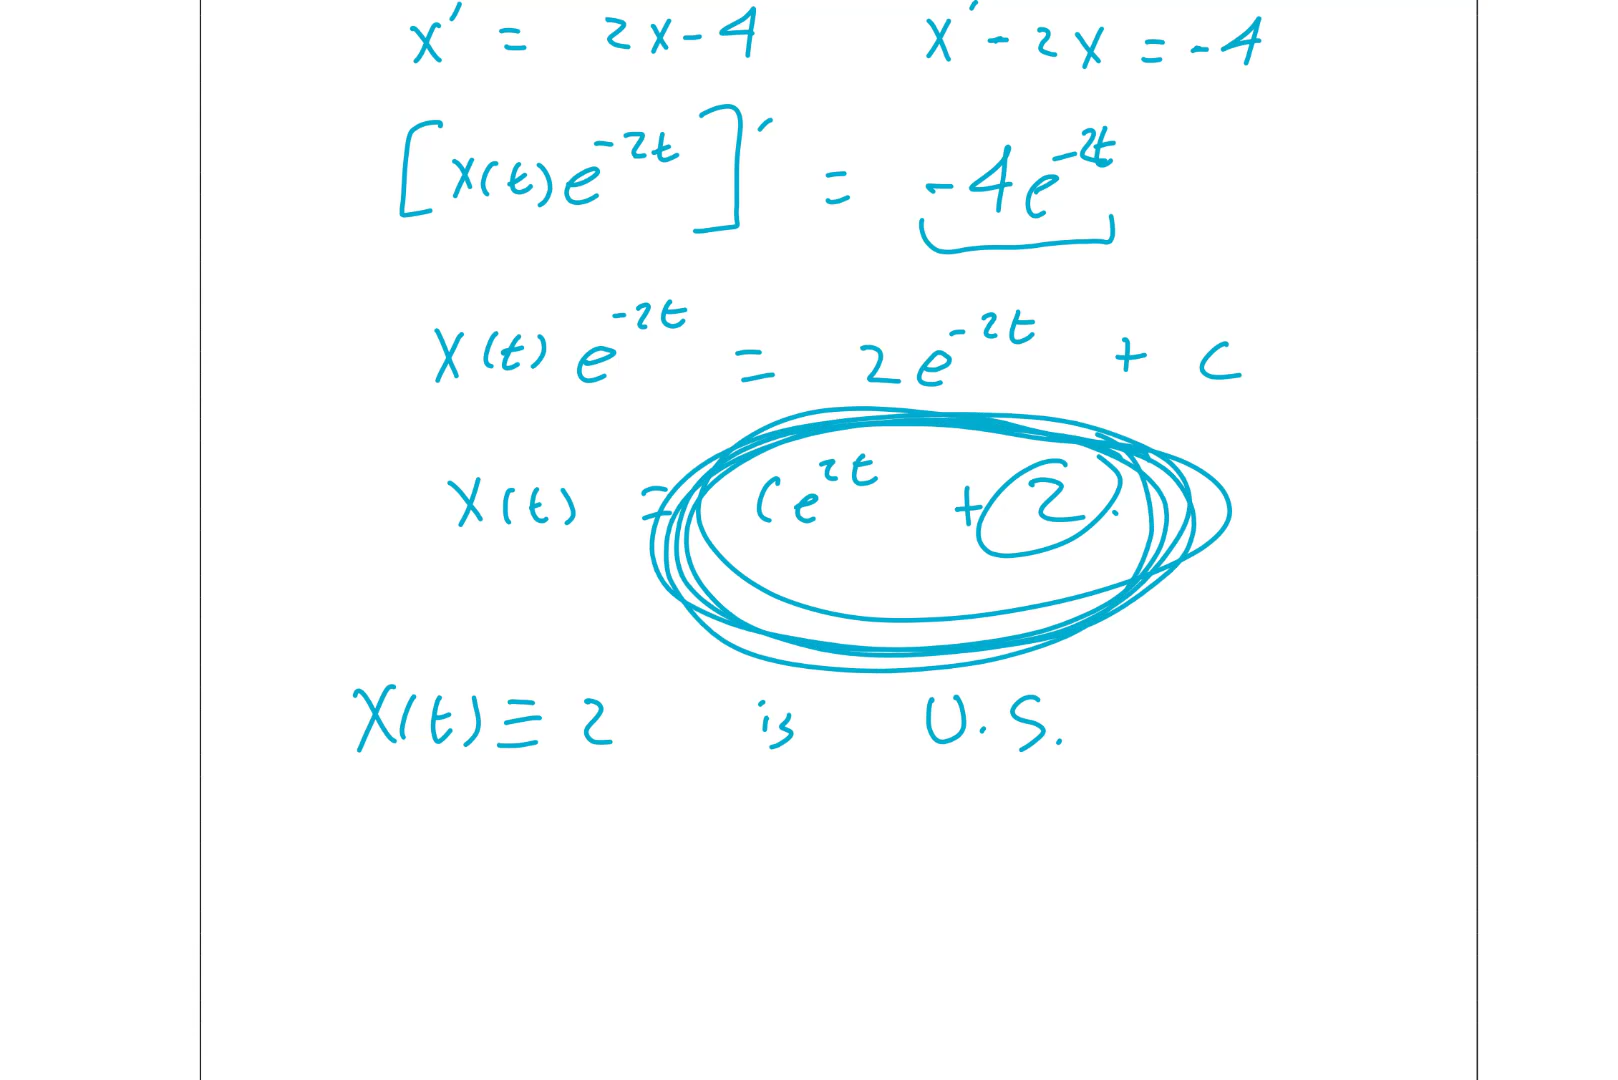 x' = 2x-4 x' - 2x = -4
[x(t)e^{-2t}]' = -4e^{-2t}
x(t) e^{-2t} = 2e^{-2t} + C
x(t) = Ce^{2t} + 2.
x(t) ≡ 2 is U.S.